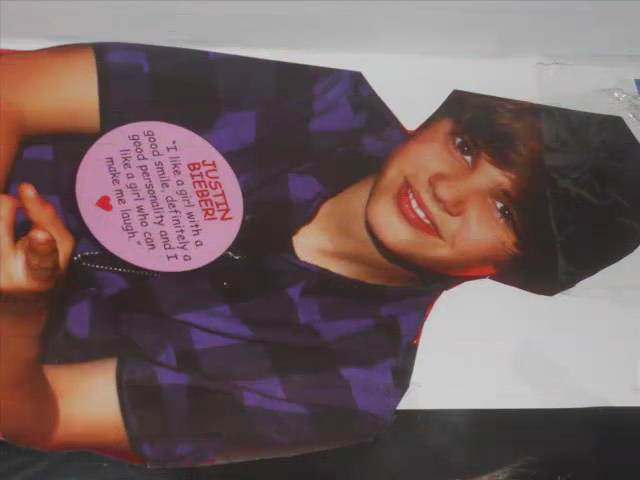 JUSTIN
BIEBER!
"I like a girl with a
good smile, definitely a
good personality and I
like a girl who can
make me laugh."